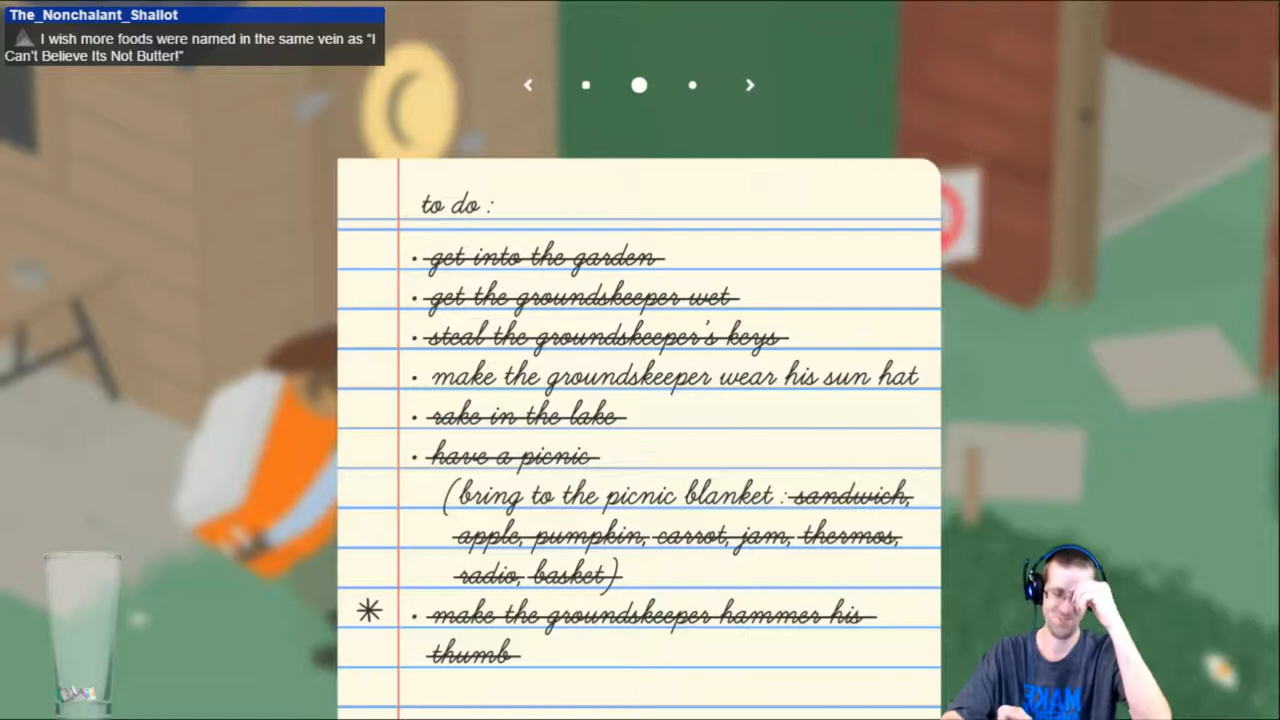 The_Nonchalant_Shallot
I wish more foods were named in the same vein as "I
Can't Believe Its Not Butter!"
to do :
· get into the garden
· get the groundskeeper wet
· steal the groundskeeper's keys
· make the groundskeeper wear his sun hat
· rake in the lake
· have a picnic
(bring to the picnic blanket : sandwich,
apple, pumpkin, carrot, jam, thermos,
radio, basket)
* · make the groundskeeper hammer his
thumb
MAKE